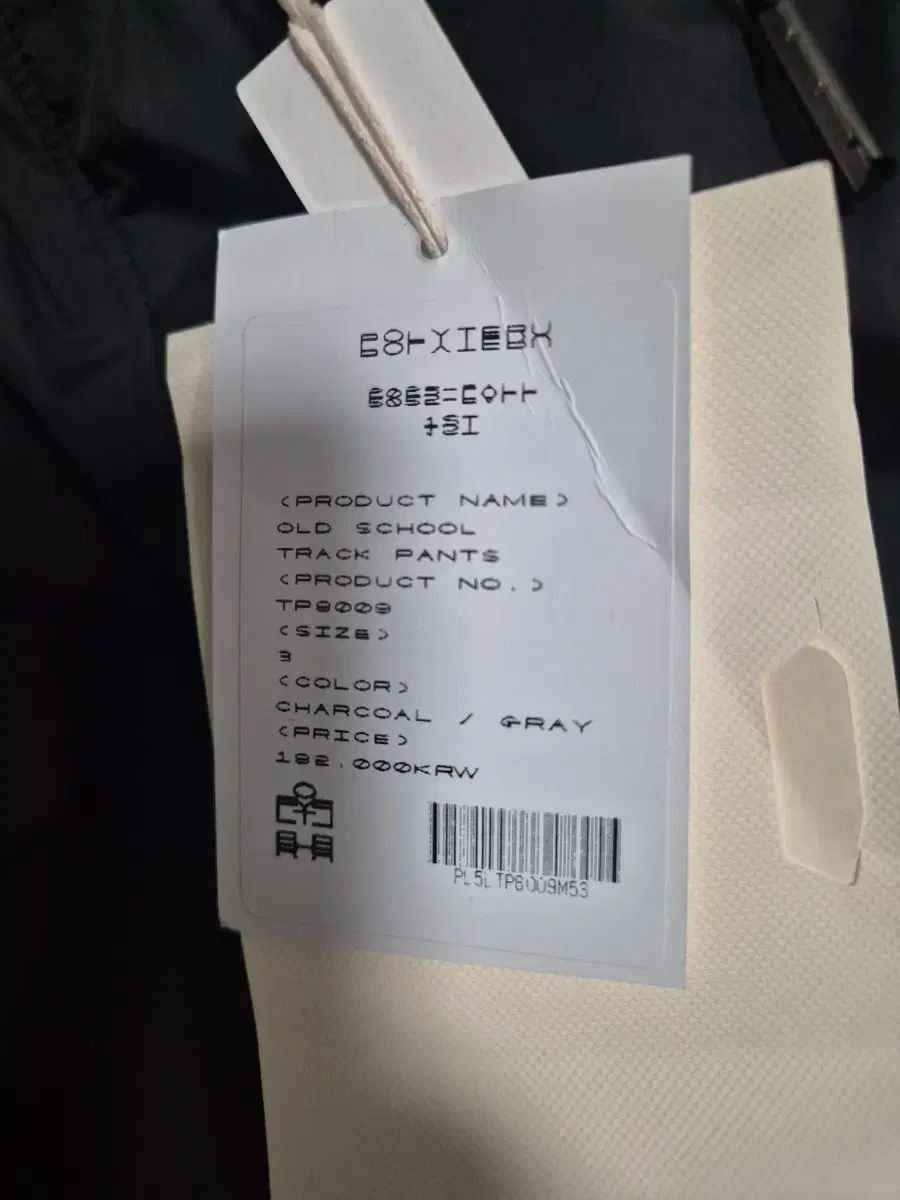 <PRODUCT NAME>
OLD SCHOOL
TRACK PANTS
<PRODUCT NO.>
TP8009
<SIZE>
3
<COLOR>
CHARCOAL / GRAY
<PRICE>
182.000KRW
PL5LTP8009M53